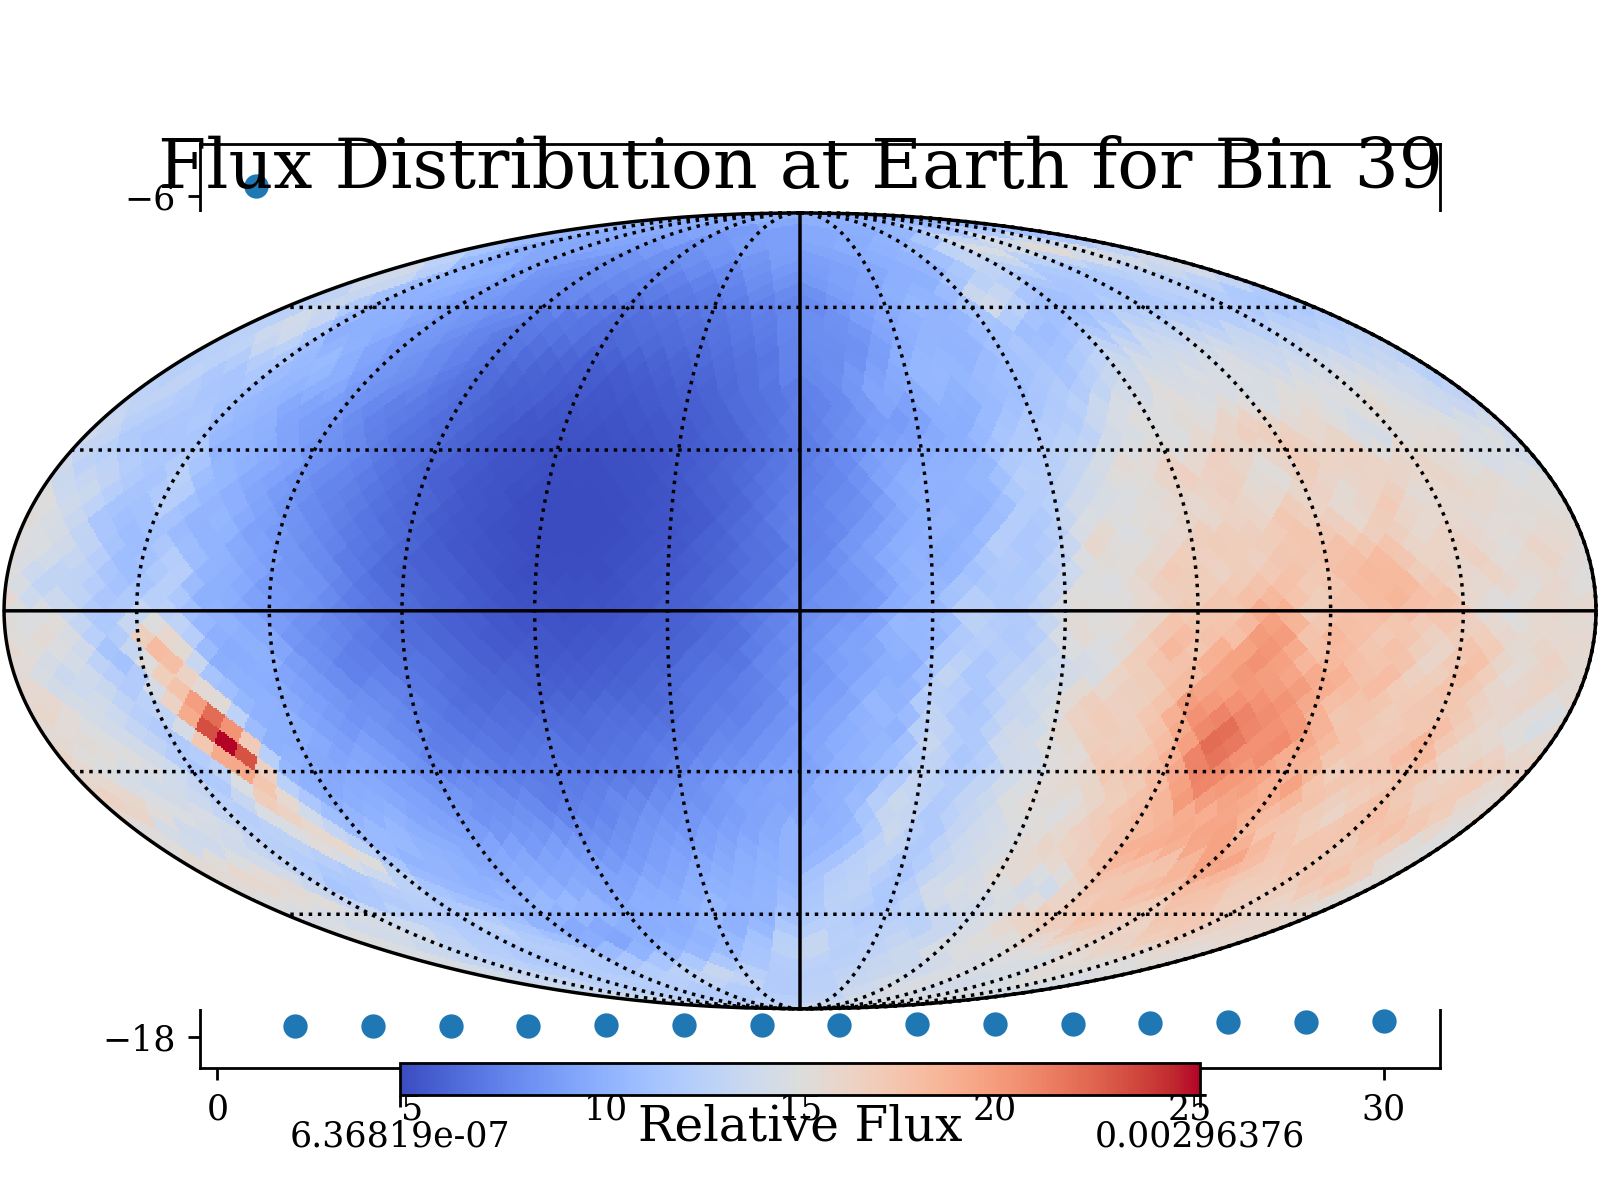 Flux Distribution at Earth for Bin 39
−6
−18
0 5 10 15 20 25 30
Relative Flux
6.36819e-07 0.00296376